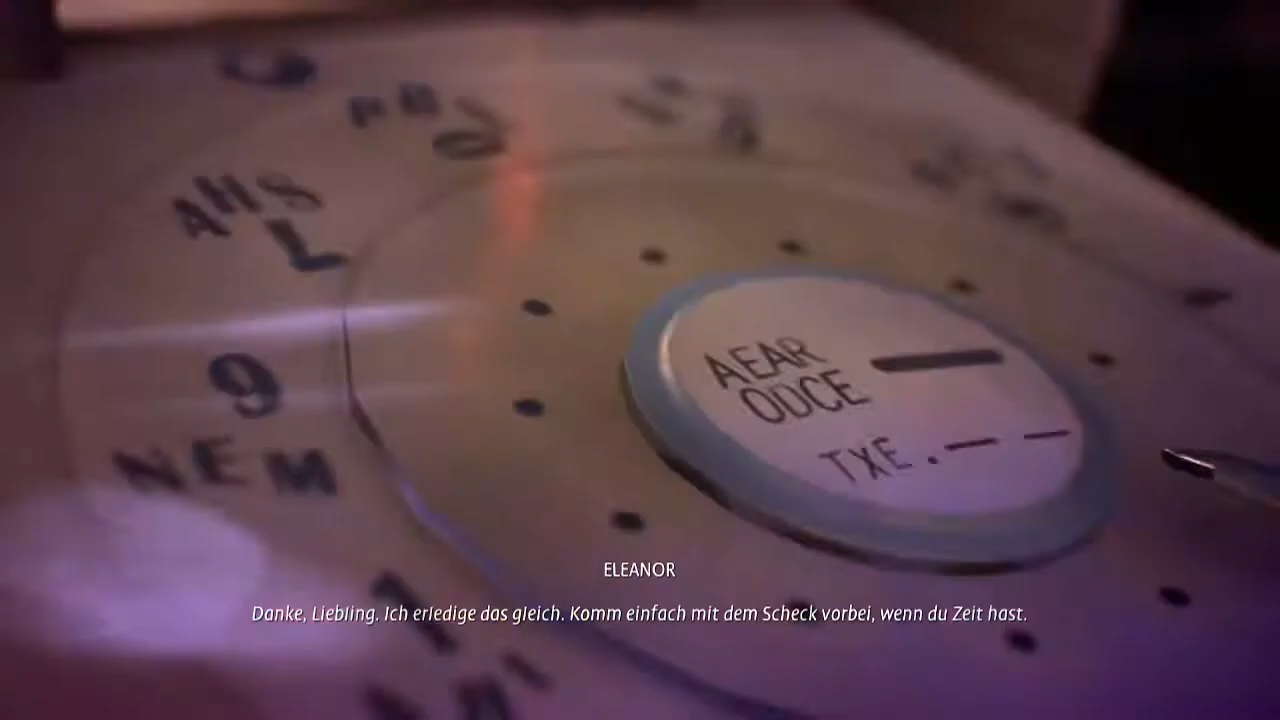 AHS
L
9
NEM
AEAR
ODCE
TXE.
1
ELEANOR
Danke, Liebling. Ich erledige das gleich. Komm einfach mit dem Scheck vorbei, wenn du Zeit hast.